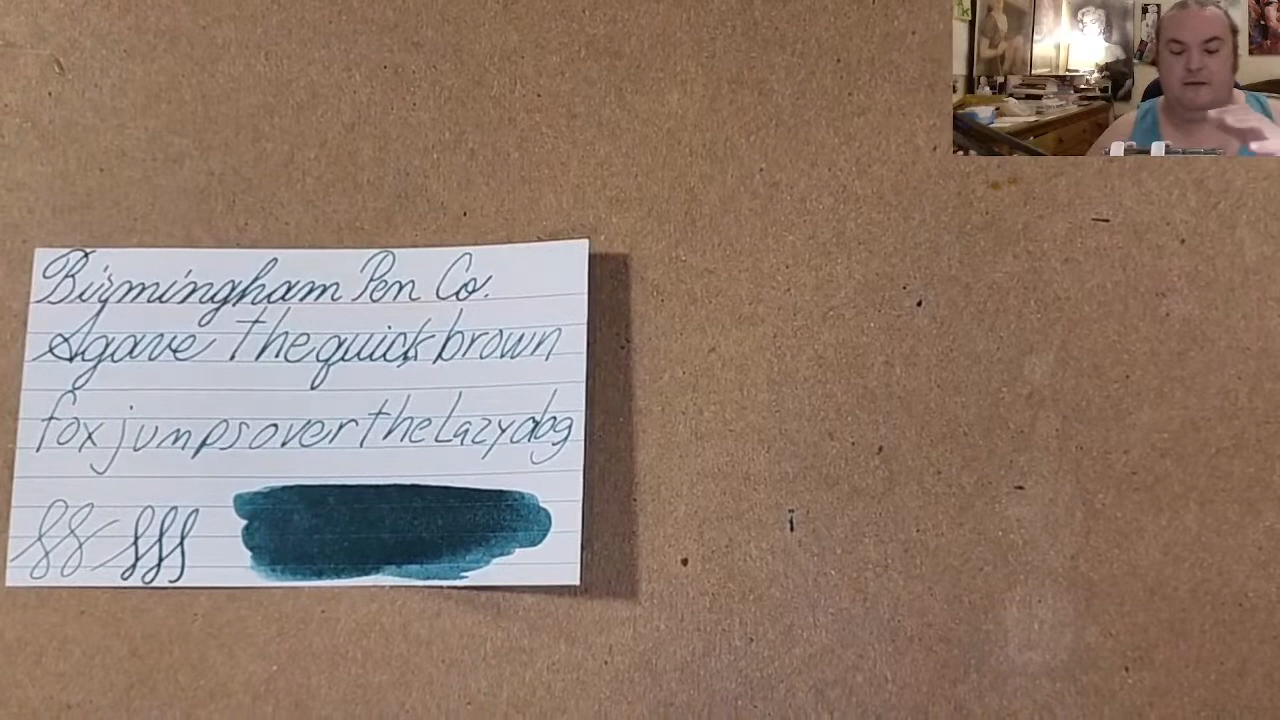 Birmingham Pen Co.
Agave The quick brown
fox jumps over the Lazy dog